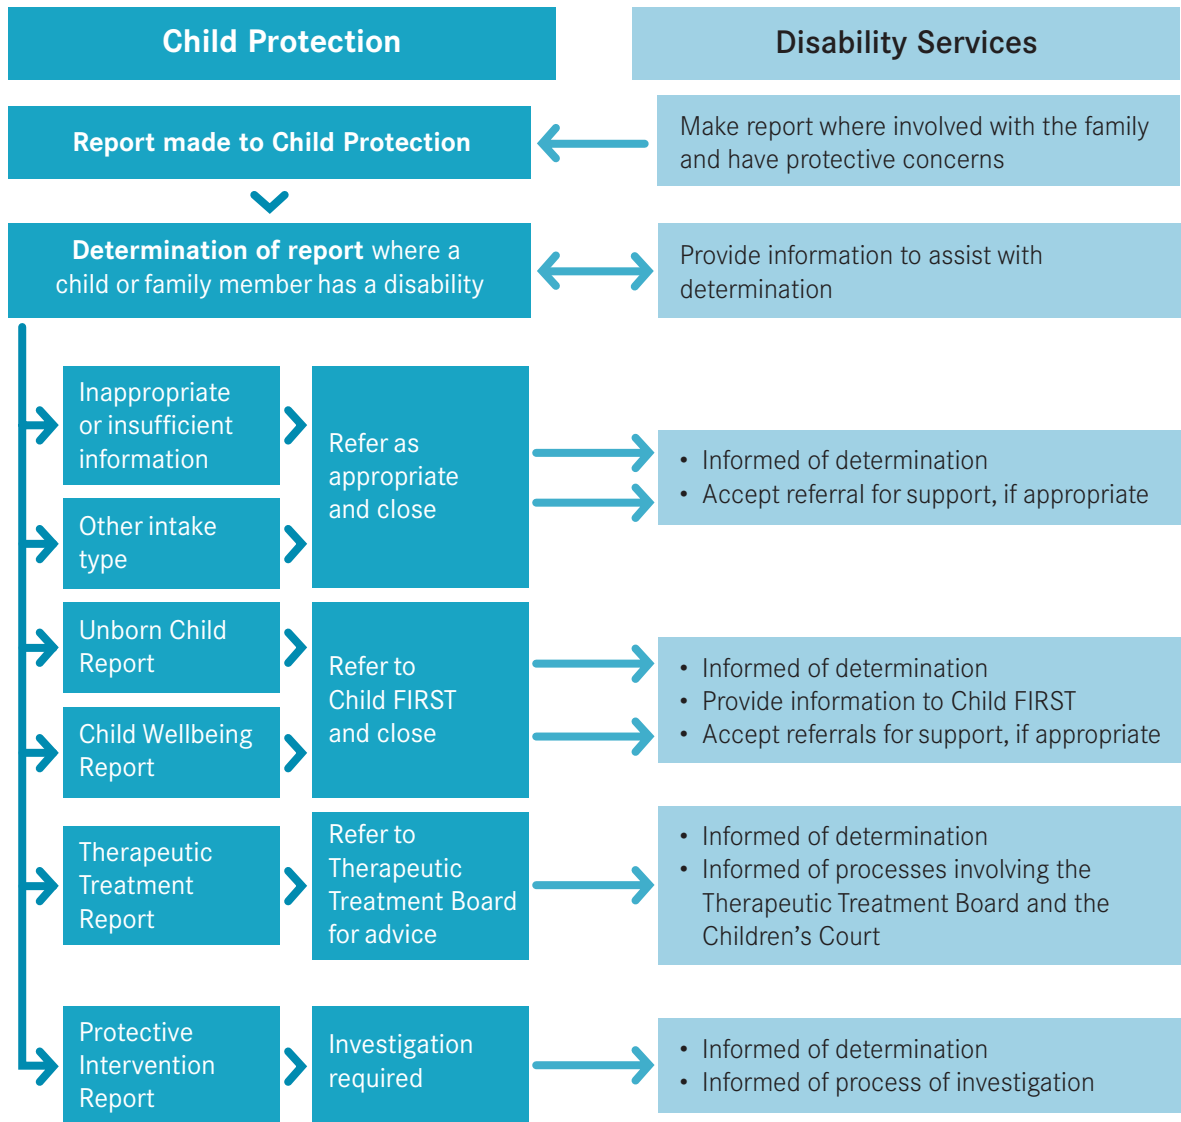 Child Protection
Disability Services
Report made to Child Protection
Make report where involved with the family
and have protective concerns
Determination of report where a
child or family member has a disability
Provide information to assist with
determination
Inappropriate
or insufficient
information
Other intake
type
Refer as
appropriate
and close
• Informed of determination
• Accept referral for support, if appropriate
Unborn Child
Report
Child Wellbeing
Report
Refer to
Child FIRST
and close
• Informed of determination
• Provide information to Child FIRST
• Accept referrals for support, if appropriate
Therapeutic
Treatment
Report
Refer to
Therapeutic
Treatment Board
for advice
• Informed of determination
• Informed of processes involving the
Therapeutic Treatment Board and the
Children’s Court
Protective
Intervention
Report
Investigation
required
• Informed of determination
• Informed of process of investigation